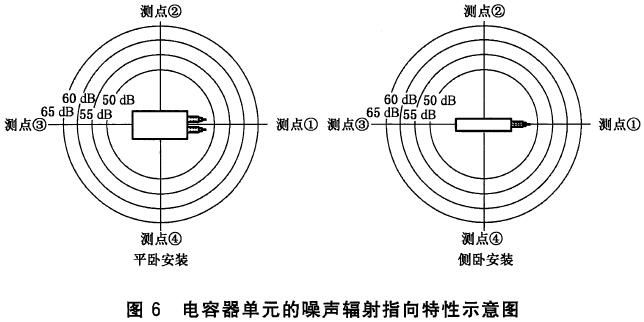 测点②
测点②
60 dB 50 dB
65 dB 55 dB
60 dB 50 dB
65 dB 55 dB
测点③
测点①
测点③
测点①
测点④
测点④
平卧安装
侧卧安装
图 6 电容器单元的噪声辐射指向特性示意图